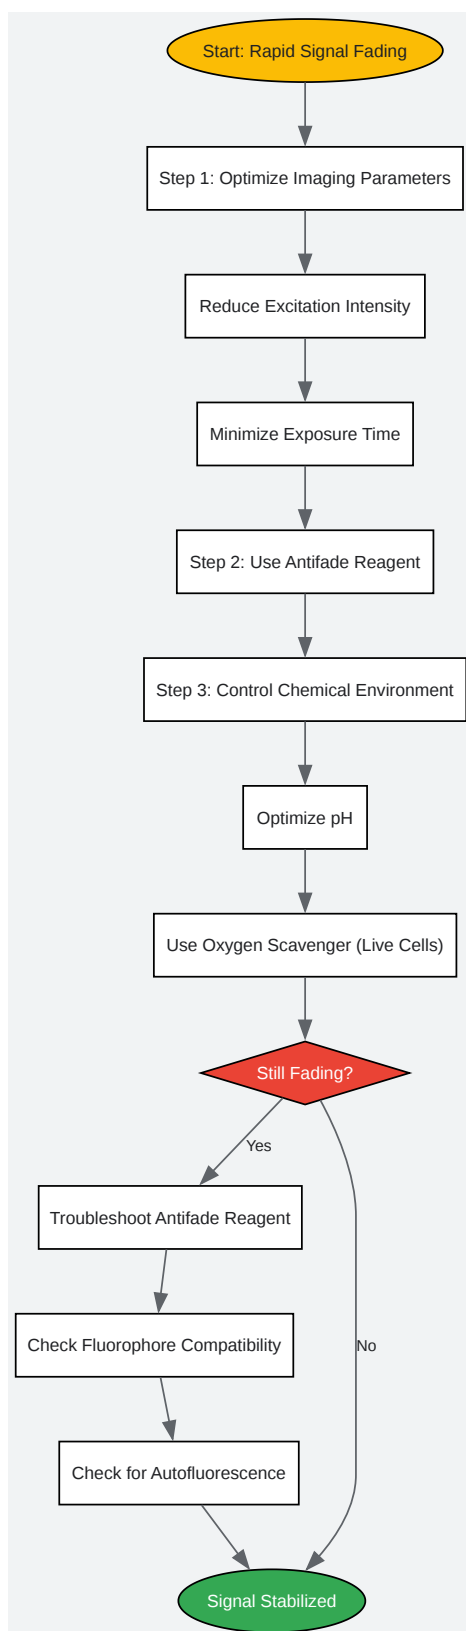 Start: Rapid Signal Fading
Step 1: Optimize Imaging Parameters
Reduce Excitation Intensity
Minimize Exposure Time
Step 2: Use Antifade Reagent
Step 3: Control Chemical Environment
Optimize pH
Use Oxygen Scavenger (Live Cells)
Still Fading?
Yes
Troubleshoot Antifade Reagent
Check Fluorophore Compatibility
No
Check for Autofluorescence
Signal Stabilized